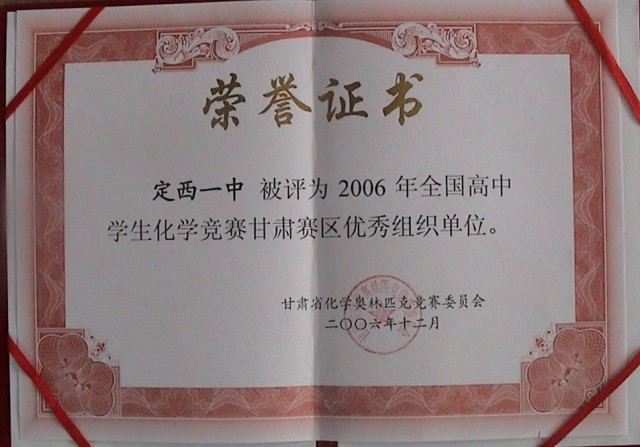 荣誉证书
定西一中 被评为 2006 年全国高中
学生化学竞赛甘肃赛区优秀组织单位。
甘肃省化学奥林匹克竞赛委员会
二〇〇六年十二月